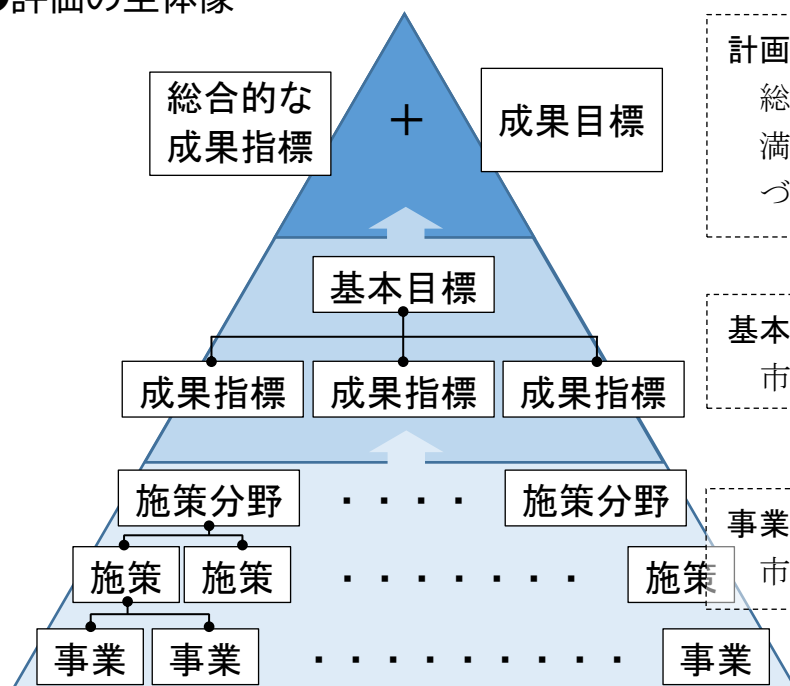 ●評価の全体像
総合的な
成果指標
＋
成果目標
計画
総
満
づ
基本目標
基本
市
成果指標 成果指標 成果指標
施策分野 ・・・・ 施策分野
事業
市
施策 施策 ・・・・・・・ 施策
事業 事業 ・・・・・・・・・・ 事業